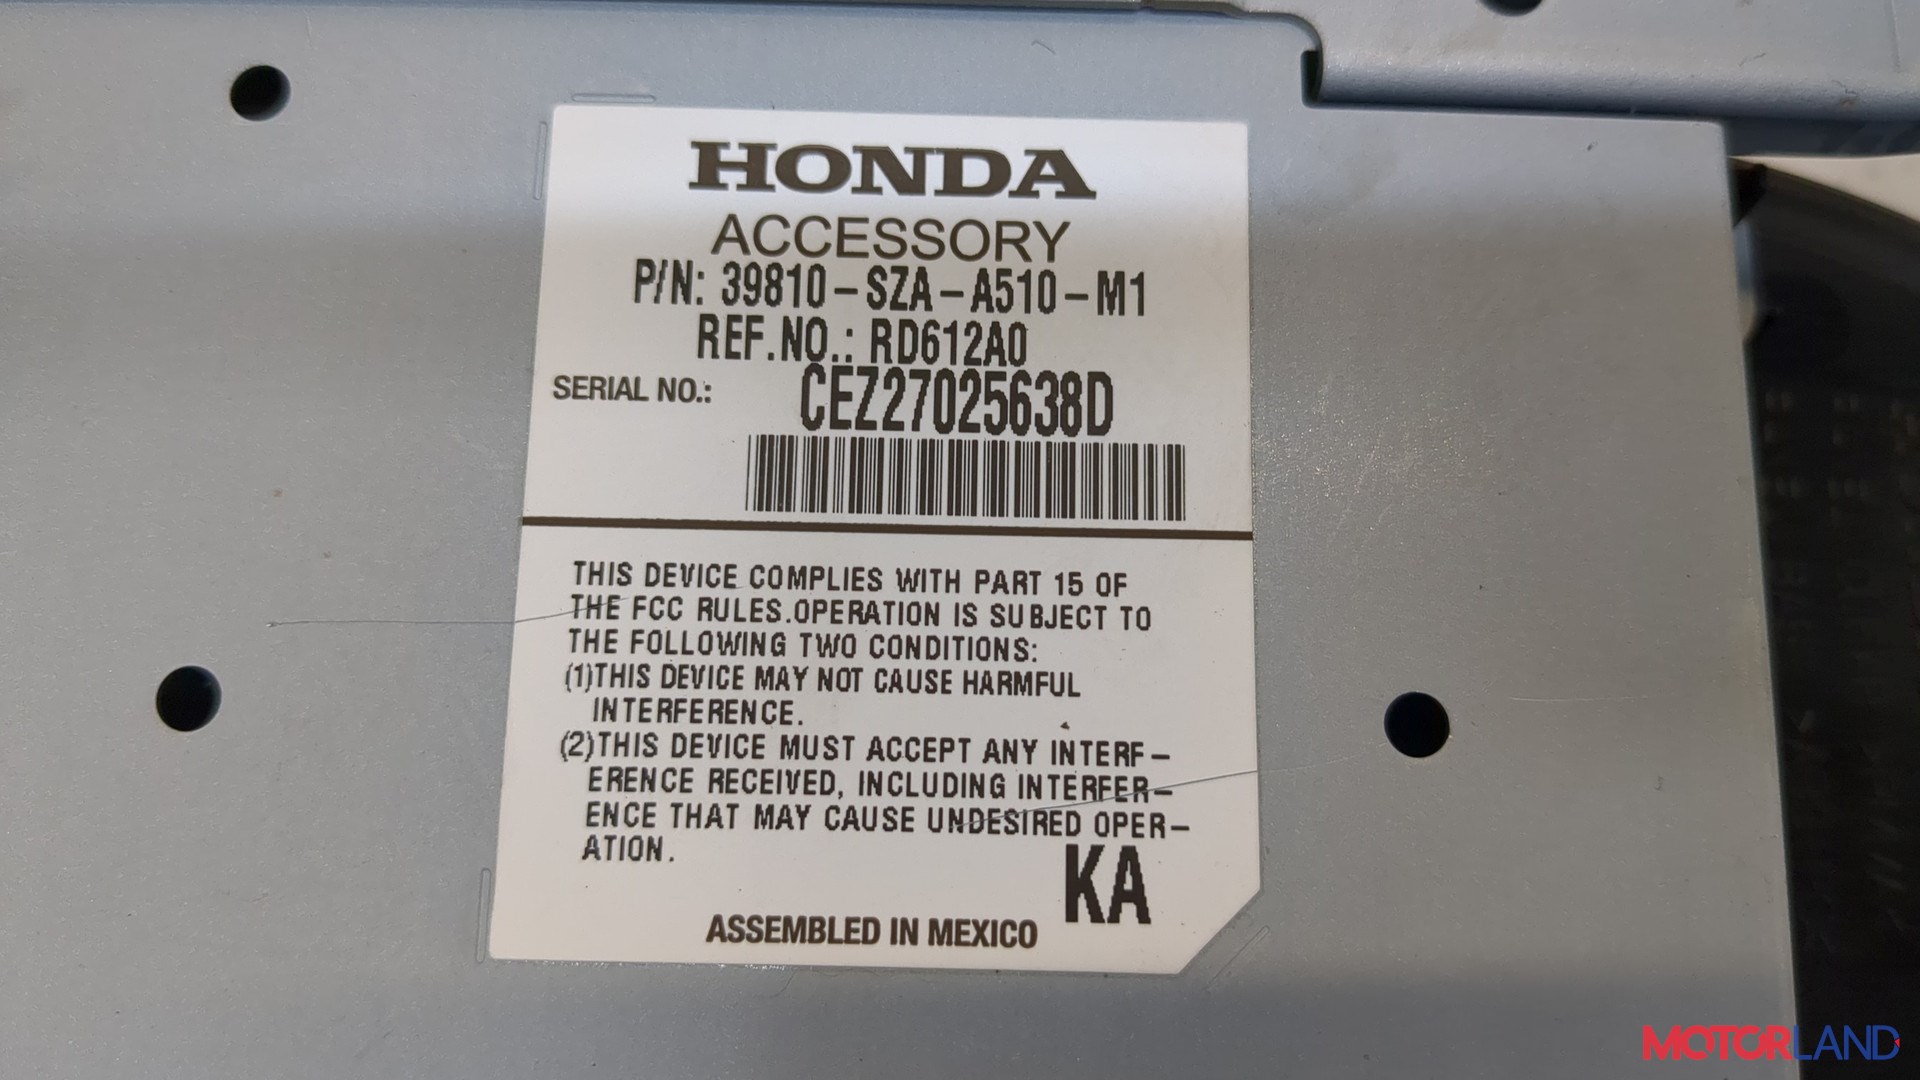 HONDA
ACCESSORY
P/N: 39810-SZA-A510-M1
REF.NO.: RD612A0
SERIAL NO.: CEZ27025638D
THIS DEVICE COMPLIES WITH PART 15 OF
THE FCC RULES.OPERATION IS SUBJECT TO
THE FOLLOWING TWO CONDITIONS:
(1)THIS DEVICE MAY NOT CAUSE HARMFUL
INTERFERENCE.
(2)THIS DEVICE MUST ACCEPT ANY INTERF-
ERENCE RECEIVED, INCLUDING INTERFER-
ENCE THAT MAY CAUSE UNDESIRED OPER-
ATION.
KA
ASSEMBLED IN MEXICO
MOTORLAND